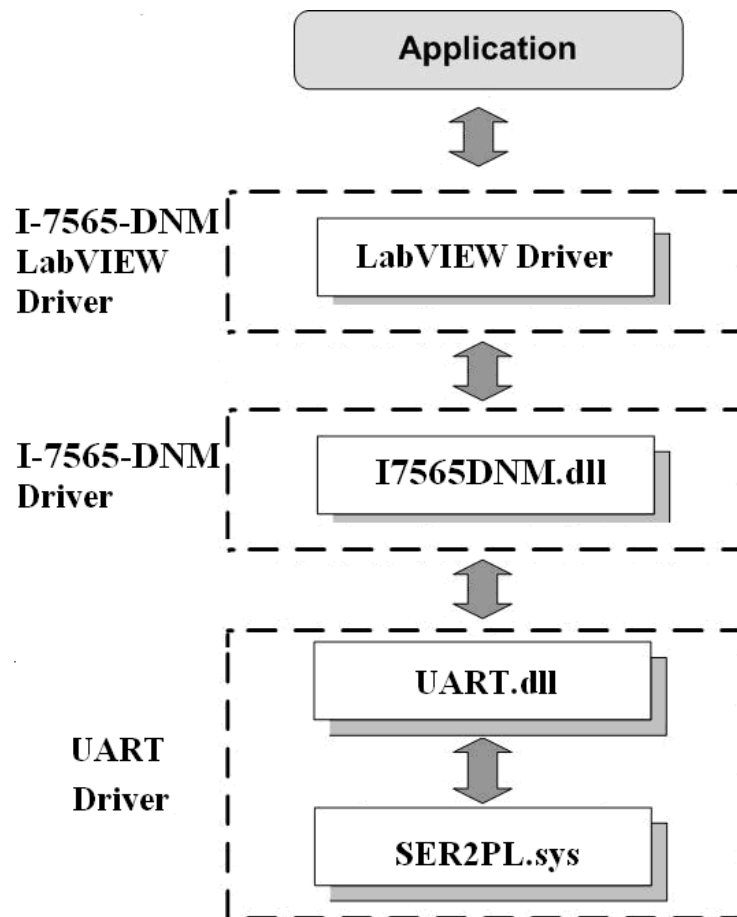 Application
I-7565-DNM
LabVIEW
Driver
LabVIEW Driver
I-7565-DNM
Driver
I7565DNM.dll
UART
Driver
UART.dll
SER2PL.sys